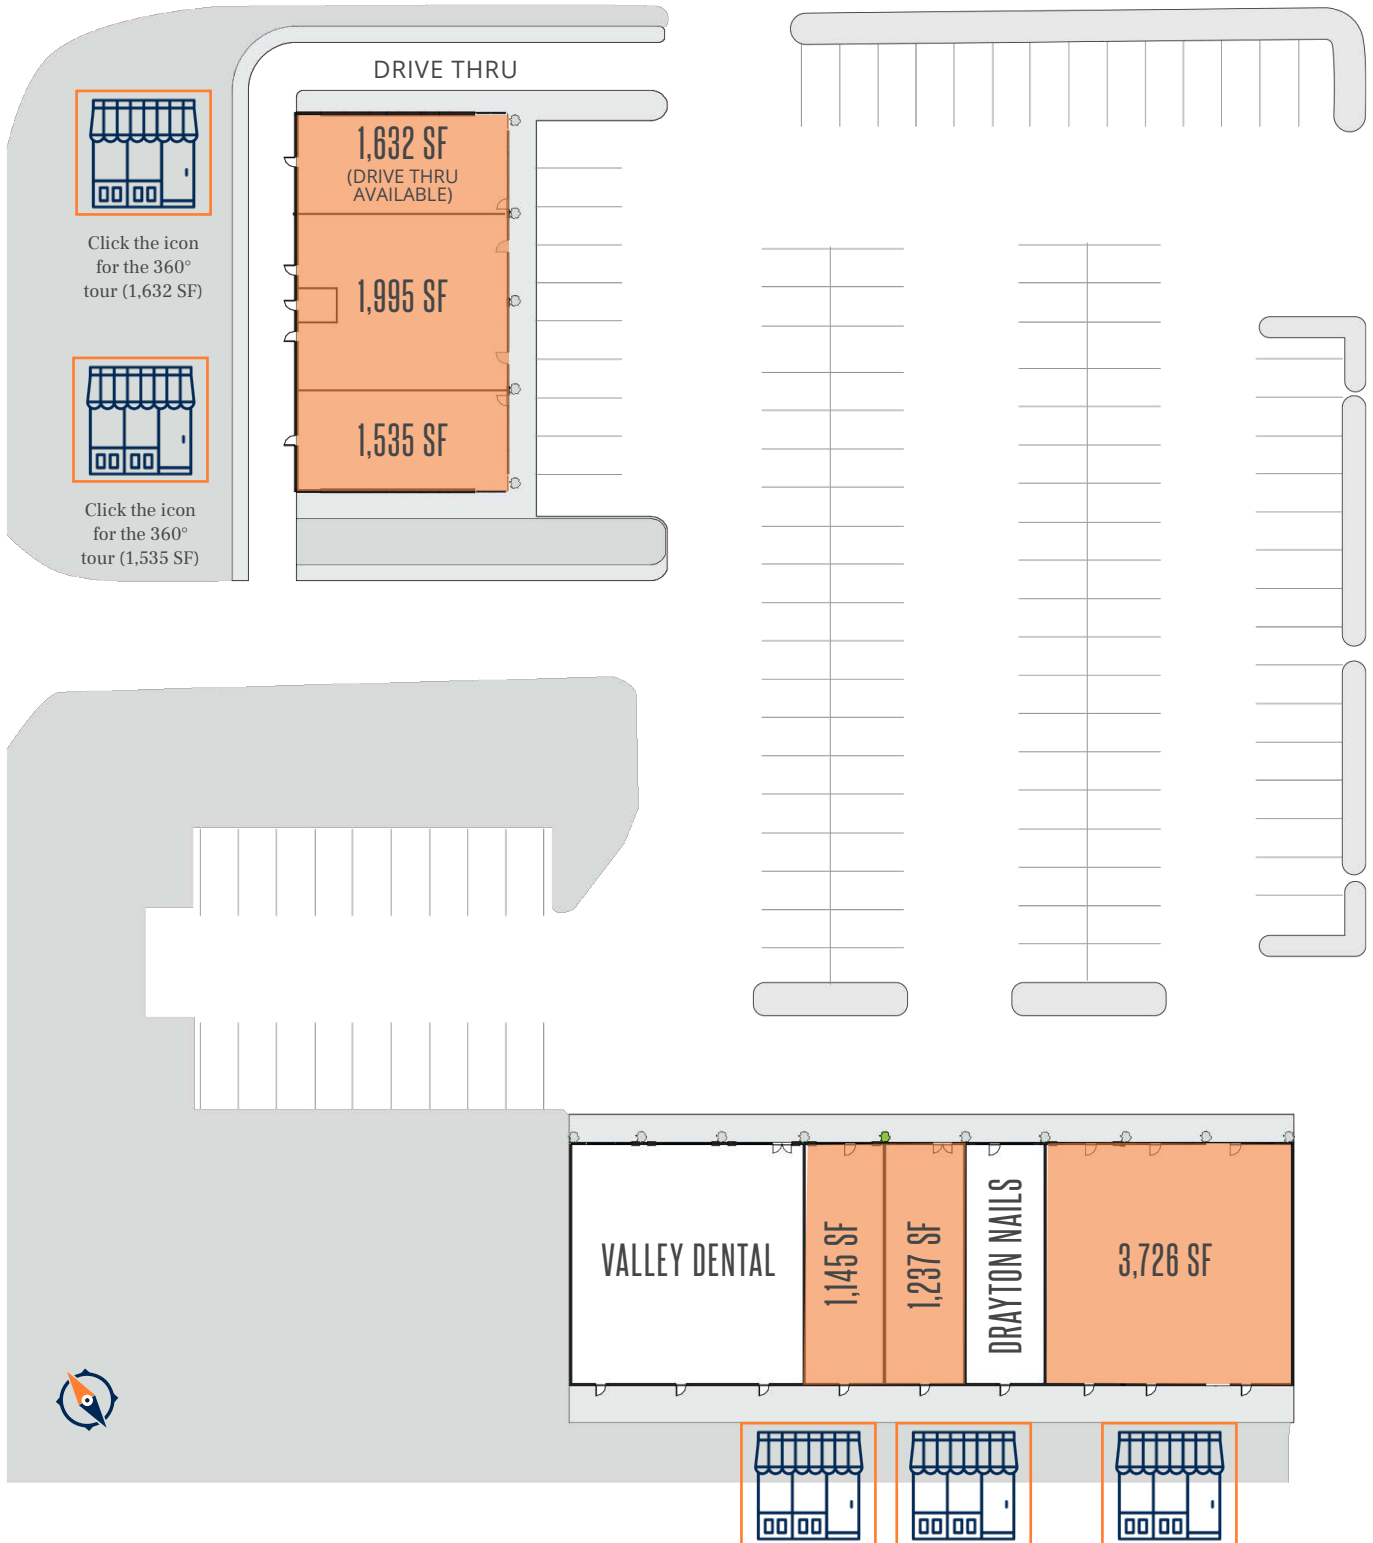 DRIVE THRU
1,632 SF
(DRIVE THRU
AVAILABLE)
Click the icon
for the 360°
tour (1,632 SF)
1,995 SF
1,535 SF
Click the icon
for the 360°
tour (1,535 SF)
VALLEY DENTAL
1,145 SF
1,237 SF
DRAYTON NAILS
3,726 SF